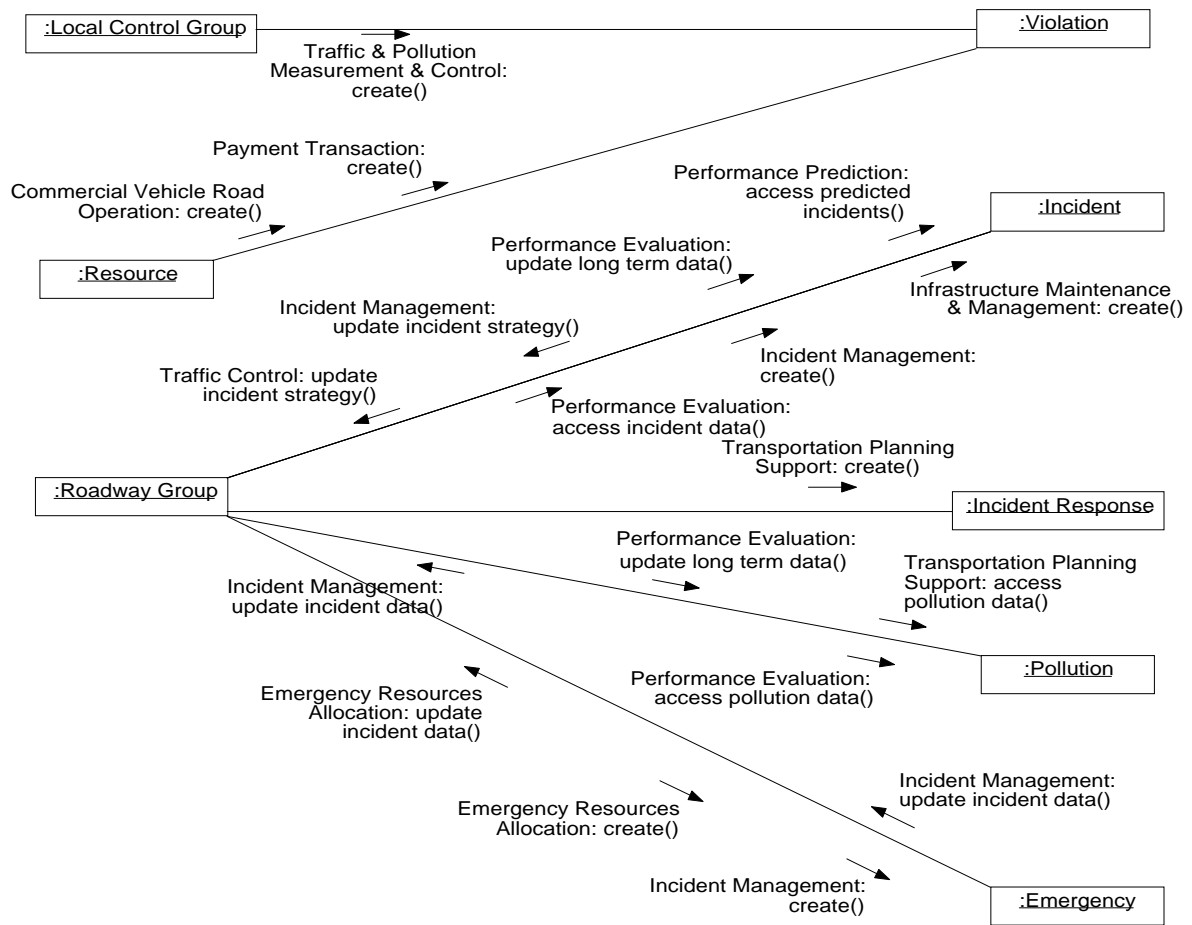 :Local Control Group
:Violation
Traffic & Pollution
Measurement & Control:
create()
Payment Transaction:
create()
Commercial Vehicle Road
Operation: create()
:Resource
Performance Prediction:
access predicted
incidents()
:Incident
Performance Evaluation:
update long term data()
Infrastructure Maintenance
& Management: create()
Incident Management:
update incident strategy()
Incident Management:
create()
Traffic Control: update
incident strategy()
Performance Evaluation:
access incident data()
Transportation Planning
Support: create()
:Roadway Group
:Incident Response
Performance Evaluation:
update long term data()
Transportation Planning
Support: access
pollution data()
Incident Management:
update incident data()
:Pollution
Performance Evaluation:
access pollution data()
Emergency Resources
Allocation: update
incident data()
Incident Management:
update incident data()
Emergency Resources
Allocation: create()
Incident Management:
create()
:Emergency